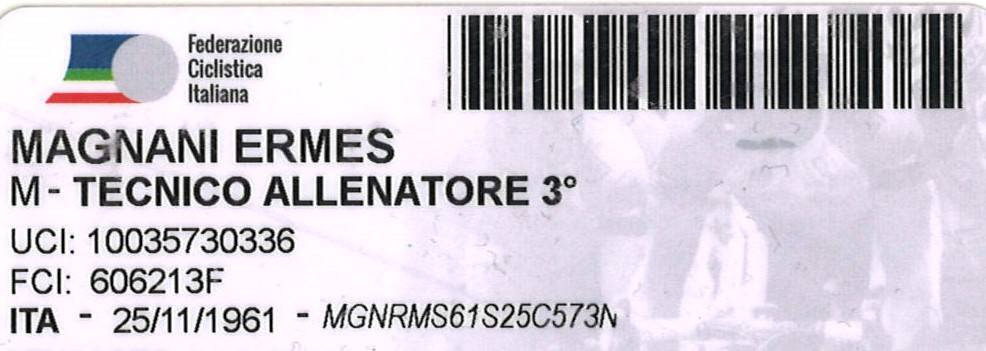 Federazione
Ciclistica
Italiana
MAGNANI ERMES
M - TECNICO ALLENATORE 3°
UCI: 10035730336
FCI: 606213F
ITA - 25/11/1961 - MGNRMS61S25C573N